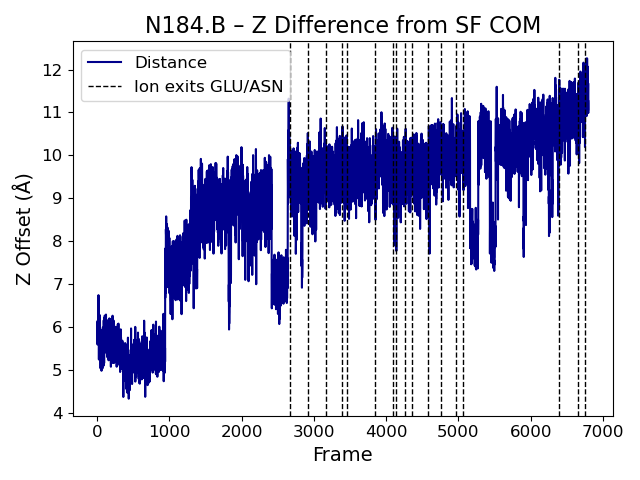 N184.B – Z Difference from SF COM
Distance
Ion exits GLU/ASN
Z Offset (Å)
12
11
10
9
8
7
6
5
4
0 1000 2000 3000 4000 5000 6000 7000
Frame